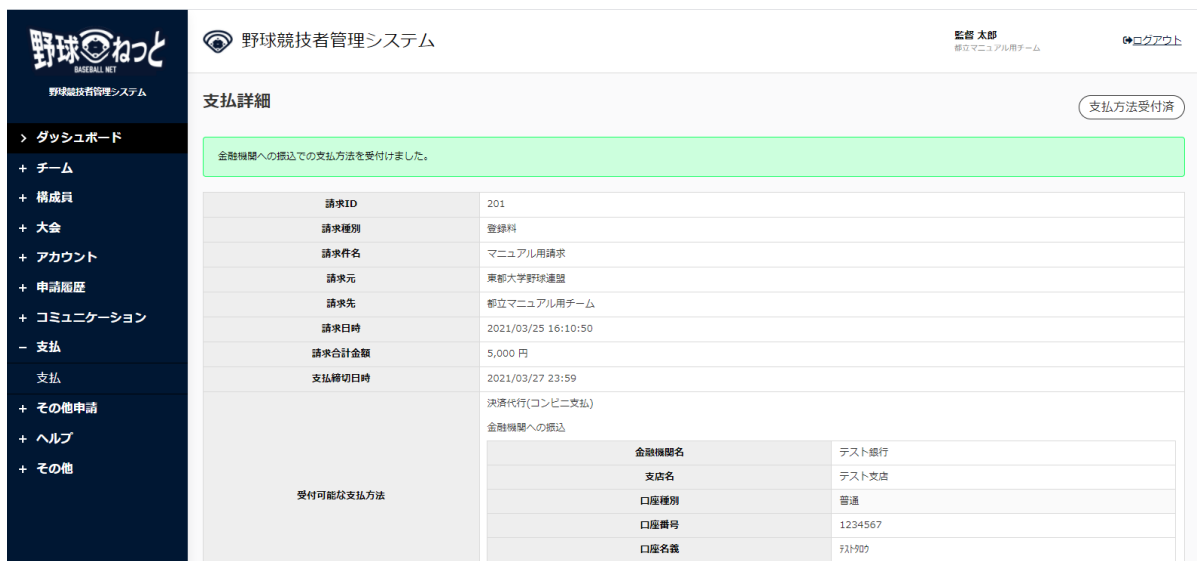 野球ねっと
BASEBALL NET
野球競技者管理システム
野球競技者管理システム
監督 太郎
都立マニュアル用チーム
ログアウト
支払詳細
支払方法受付済
金融機関への振込での支払方法を受付けました。
> ダッシュボード
+ チーム
+ 構成員
+ 大会
+ アカウント
+ 申請履歴
+ コミュニケーション
− 支払
支払
+ その他申請
+ ヘルプ
+ その他
請求ID 201
請求種別 登録料
請求件名 マニュアル用請求
請求元 東都大学野球連盟
請求先 都立マニュアル用チーム
請求日時 2021/03/25 16:10:50
請求合計金額 5,000 円
支払締切日時 2021/03/27 23:59
受付可能な支払方法
決済代行(コンビニ支払)
金融機関への振込
金融機関名 テスト銀行
支店名 テスト支店
口座種別 普通
口座番号 1234567
口座名義 ﾃｽﾄﾀﾛｳ